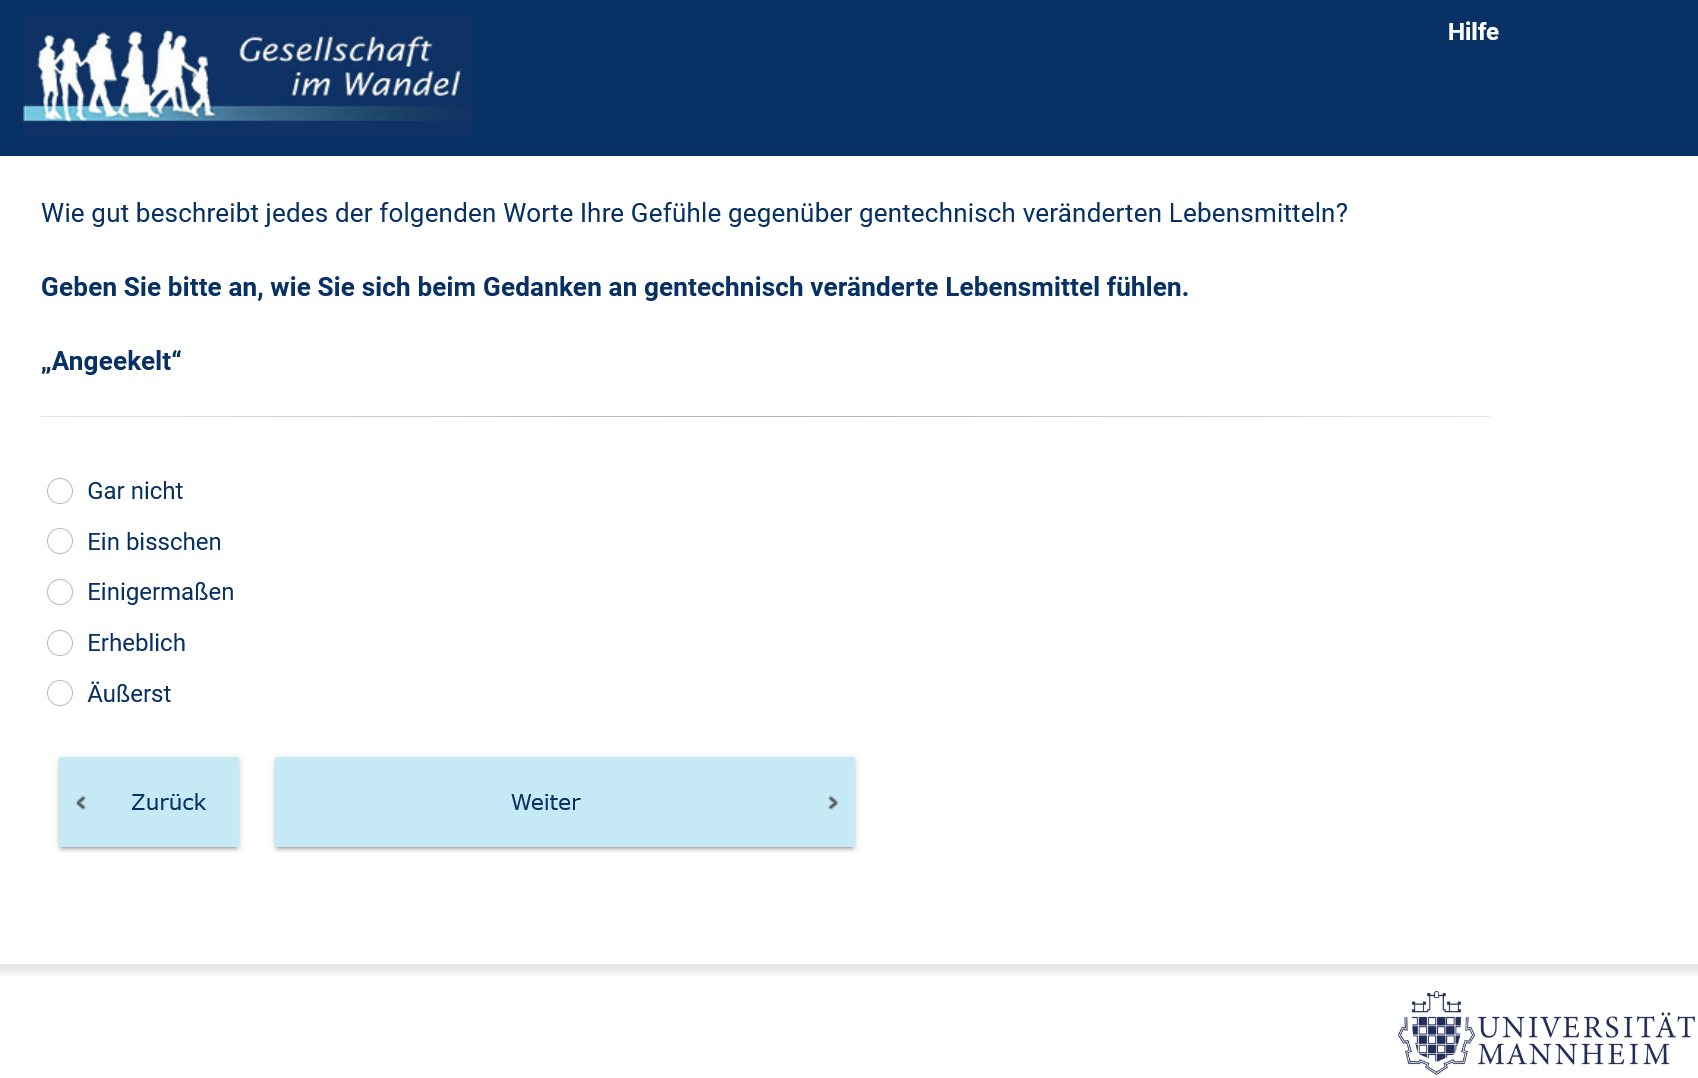 Gesellschaft
im Wandel
Hilfe
Wie gut beschreibt jedes der folgenden Worte Ihre Gefühle gegenüber gentechnisch veränderten Lebensmitteln?
Geben Sie bitte an, wie Sie sich beim Gedanken an gentechnisch veränderte Lebensmittel fühlen.
„Angeekelt“
Gar nicht
Ein bisschen
Einigermaßen
Erheblich
Äußerst
Zurück
Weiter
UNIVERSITÄT
MANNHEIM